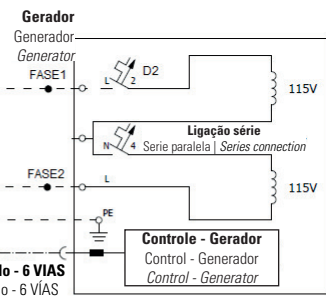 Gerador
Generador
Generator
FASE1
L 2 D2
115V
Ligação série
N 4 Serie paralela | Series connection
FASE2
L
115V
PE
Controle - Gerador
Control - Generador
Control - Generator
lo - 6 VIAS
o - 6 VÍAS